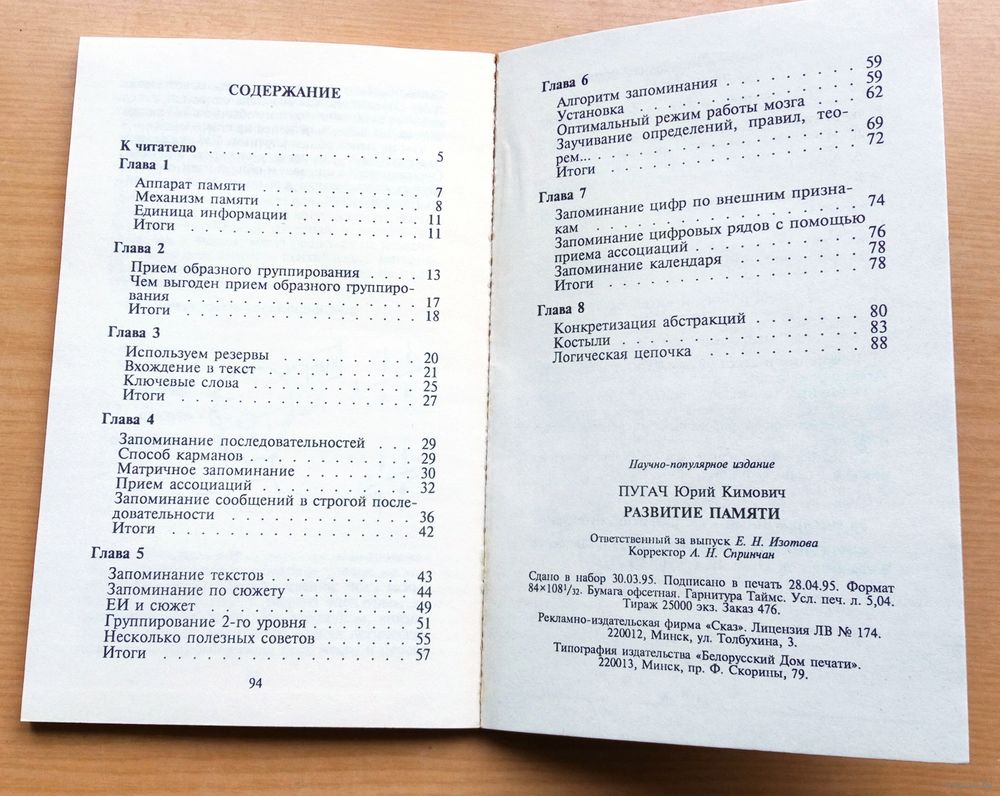 СОДЕРЖАНИЕ
К читателю . . . . . . . . . . . . . . 5
Глава 1
Аппарат памяти . . . . . . . . . . . 7
Механизм памяти . . . . . . . . . . . 8
Единица информации . . . . . . . . . 11
Итоги . . . . . . . . . . . . . . . 11
Глава 2
Прием образного группирования . . . . 13
Чем выгоден прием образного группиро-
вания . . . . . . . . . . . . . . . 17
Итоги . . . . . . . . . . . . . . . 18
Глава 3
Используем резервы . . . . . . . . . 20
Вхождение в текст . . . . . . . . . . 21
Ключевые слова . . . . . . . . . . . 25
Итоги . . . . . . . . . . . . . . . 27
Глава 4
Запоминание последовательностей . . . 29
Способ карманов . . . . . . . . . . . 29
Матричное запоминание . . . . . . . . 30
Прием ассоциаций . . . . . . . . . . 32
Запоминание сообщений в строгой после-
довательности . . . . . . . . . . . . 36
Итоги . . . . . . . . . . . . . . . 42
Глава 5
Запоминание текстов . . . . . . . . . 43
Запоминание по сюжету . . . . . . . . 44
ЕИ и сюжет . . . . . . . . . . . . . 49
Группирование 2-го уровня . . . . . . 51
Несколько полезных советов . . . . . . 55
Итоги . . . . . . . . . . . . . . . 57
94
Глава 6
Алгоритм запоминания . . . . . . . . 59
Установка . . . . . . . . . . . . . 59
Оптимальный режим работы мозга . . . 62
Заучивание определений, правил, тео-
рем... . . . . . . . . . . . . . . . 69
Итоги . . . . . . . . . . . . . . . 72
Глава 7
Запоминание цифр по внешним призна-
кам . . . . . . . . . . . . . . . . 74
Запоминание цифровых рядов с помощью
приема ассоциаций . . . . . . . . . . 76
Запоминание календаря . . . . . . . . 78
Итоги . . . . . . . . . . . . . . . 78
Глава 8
Конкретизация абстракций . . . . . . . 80
Костыли . . . . . . . . . . . . . . 83
Логическая цепочка . . . . . . . . . 88
Научно-популярное издание
ПУГАЧ Юрий Кимович
РАЗВИТИЕ ПАМЯТИ
Ответственный за выпуск Е. Н. Изотова
Корректор А. Н. Спринчан
Сдано в набор 30.03.95. Подписано в печать 28.04.95. Формат
84×108¹/₃₂. Бумага офсетная. Гарнитура Таймс. Усл. печ. л. 5,04.
Тираж 25000 экз. Заказ 476.
Рекламно-издательская фирма «Сказ». Лицензия ЛВ № 174.
220012, Минск, ул. Толбухина, 3.
Типография издательства «Белорусский Дом печати».
220013, Минск, пр. Ф. Скорины, 79.